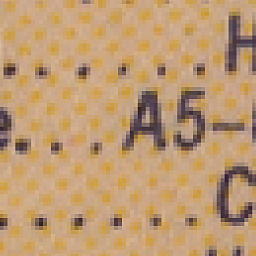 . . . . . . H
e. . . A5-
. . . . . . C